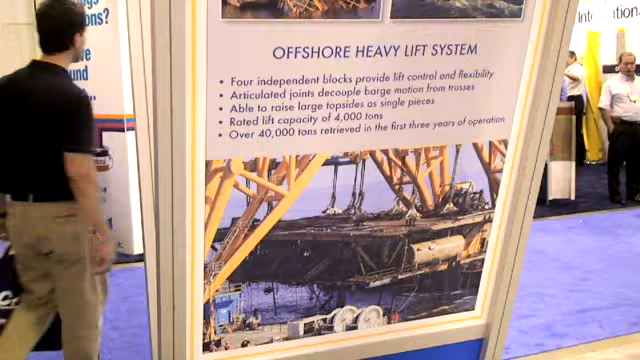 ons?
International
OFFSHORE HEAVY LIFT SYSTEM
• Four independent blocks provide lift control and flexibility
• Articulated joints decouple barge motion from trusses
• Able to raise large topsides as single pieces
• Rated lift capacity of 4,000 tons
• Over 40,000 tons retrieved in the first three years of operation